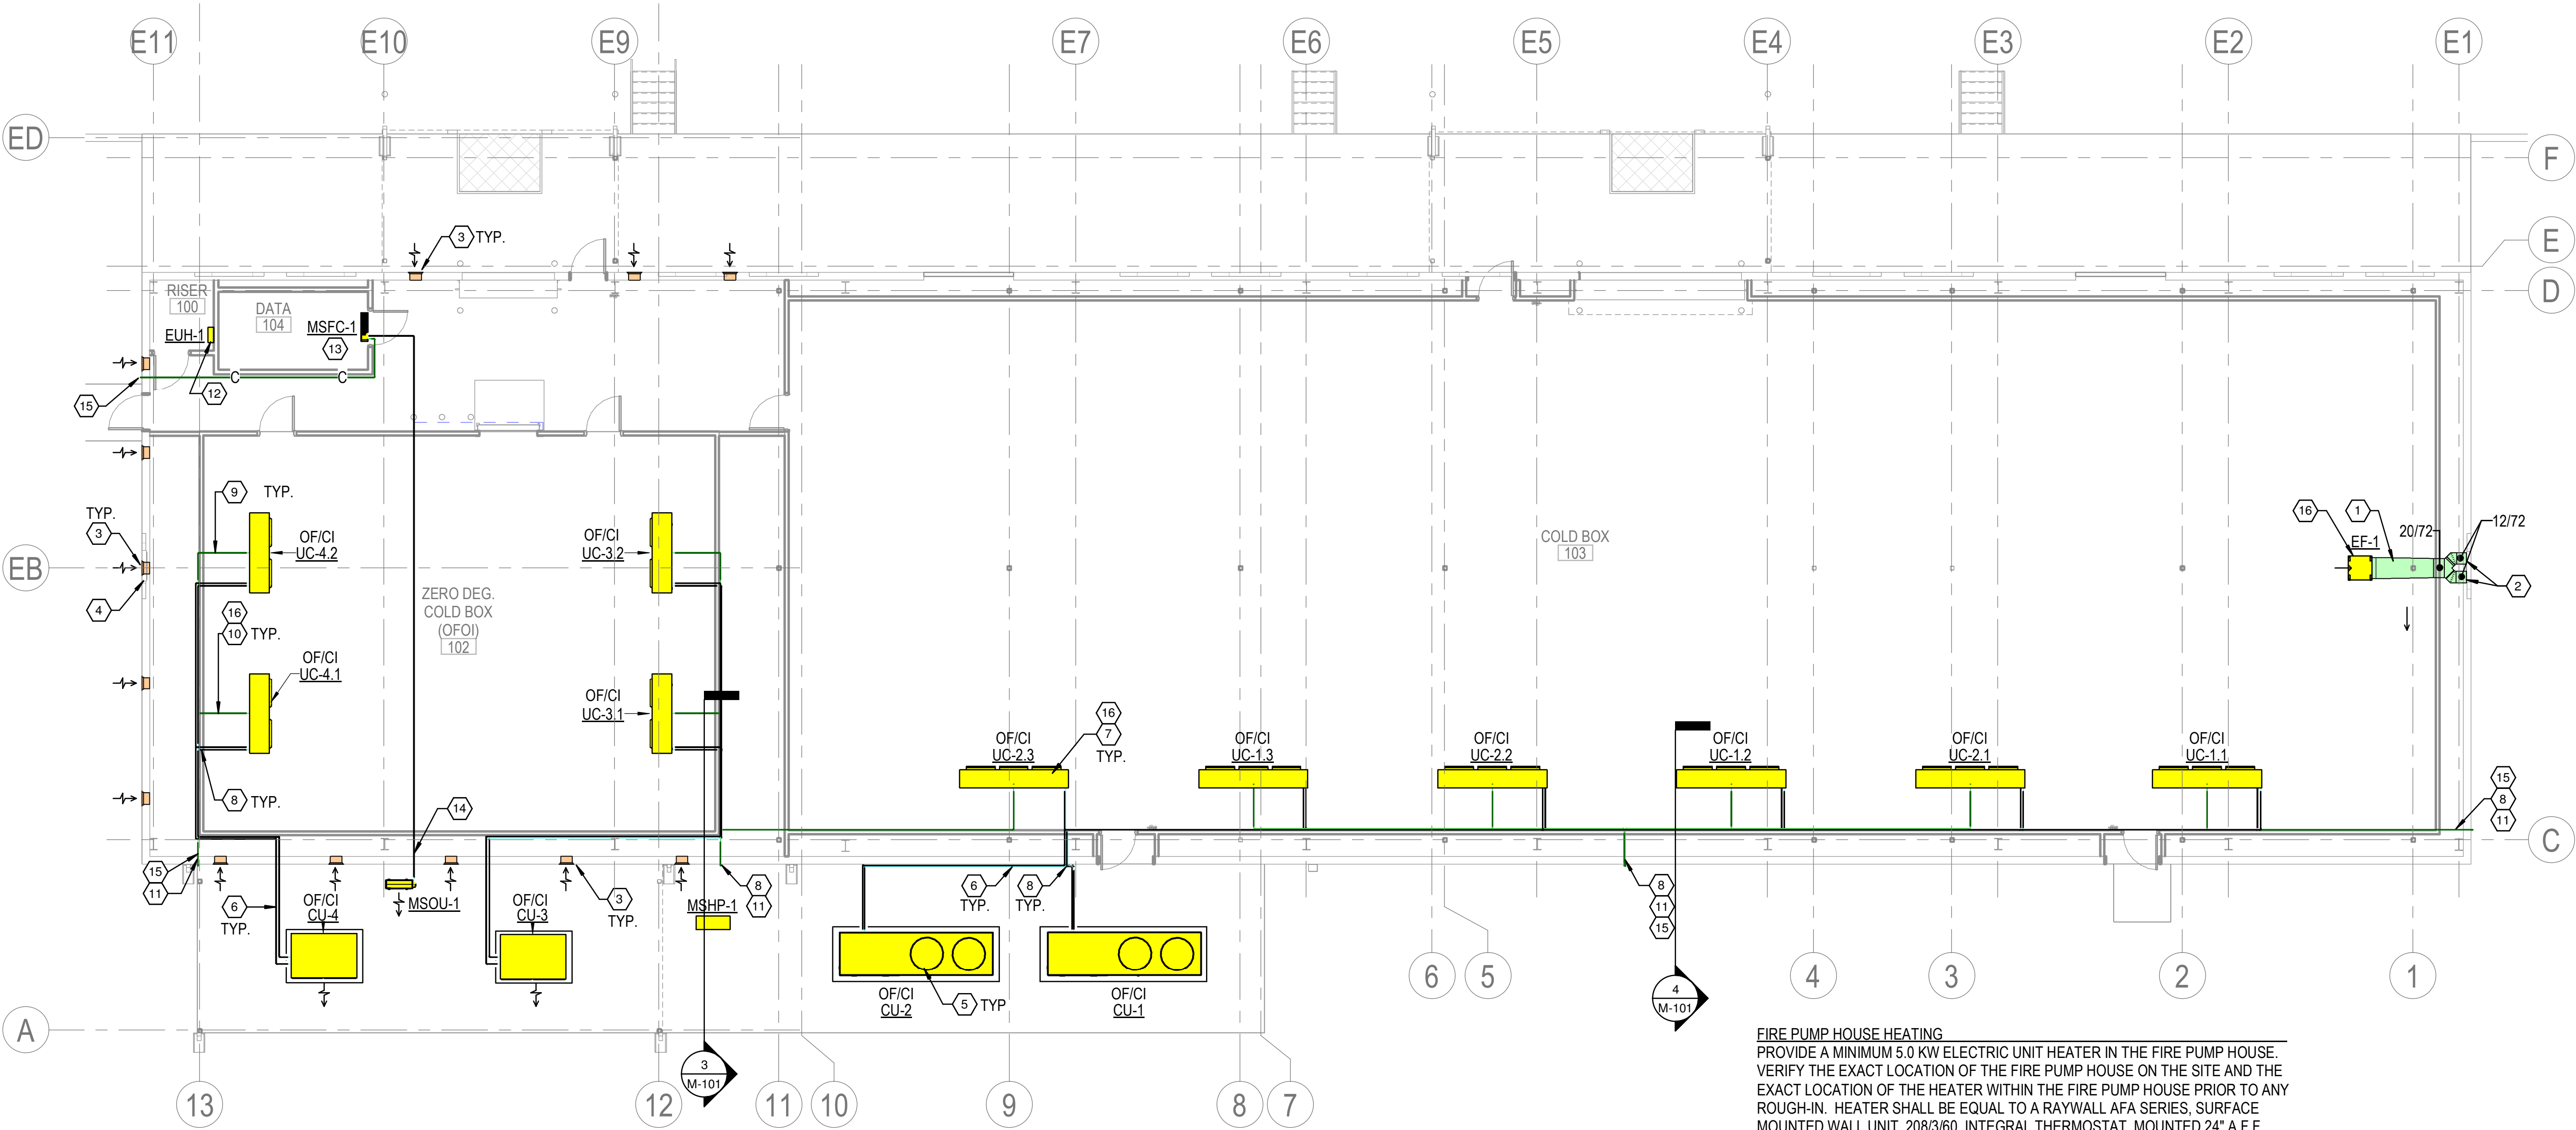 E11 E10 E9 E7 E6 E5 E4 E3 E2 E1
ED
F
E
D
3 TYP.
RISER
100
DATA
104
EUH-1
MSFC-1
13
C C
12
15
9 TYP.
TYP.
3
OF/CI
UC-4.2
OF/CI
UC-3.2
EB
4
ZERO DEG.
COLD BOX
(OFOI)
102
16
10 TYP.
OF/CI
UC-4.1
OF/CI
UC-3.1
COLD BOX
103
16
1
20/72
12/72
EF-1
2
16
7
TYP.
OF/CI
UC-2.3
OF/CI
UC-1.3
OF/CI
UC-2.2
OF/CI
UC-1.2
OF/CI
UC-2.1
OF/CI
UC-1.1
8 TYP.
14
15
8
11
C
15
11
6
TYP.
OF/CI
CU-4
MSOU-1
OF/CI
CU-3
3
TYP.
MSHP-1
8
11
6
TYP.
8
TYP.
8
11
15
OF/CI
CU-2
5 TYP
OF/CI
CU-1
4
M-101
3
M-101
A
6 5 4 3 2 1
13 12 11 10 9 8 7
FIRE PUMP HOUSE HEATING
PROVIDE A MINIMUM 5.0 KW ELECTRIC UNIT HEATER IN THE FIRE PUMP HOUSE.
VERIFY THE EXACT LOCATION OF THE FIRE PUMP HOUSE ON THE SITE AND THE
EXACT LOCATION OF THE HEATER WITHIN THE FIRE PUMP HOUSE PRIOR TO ANY
ROUGH-IN. HEATER SHALL BE EQUAL TO A RAYWALL AFA SERIES, SURFACE
MOUNTED WALL UNIT, 208/3/60, INTEGRAL THERMOSTAT, MOUNTED 24" A.F.F.